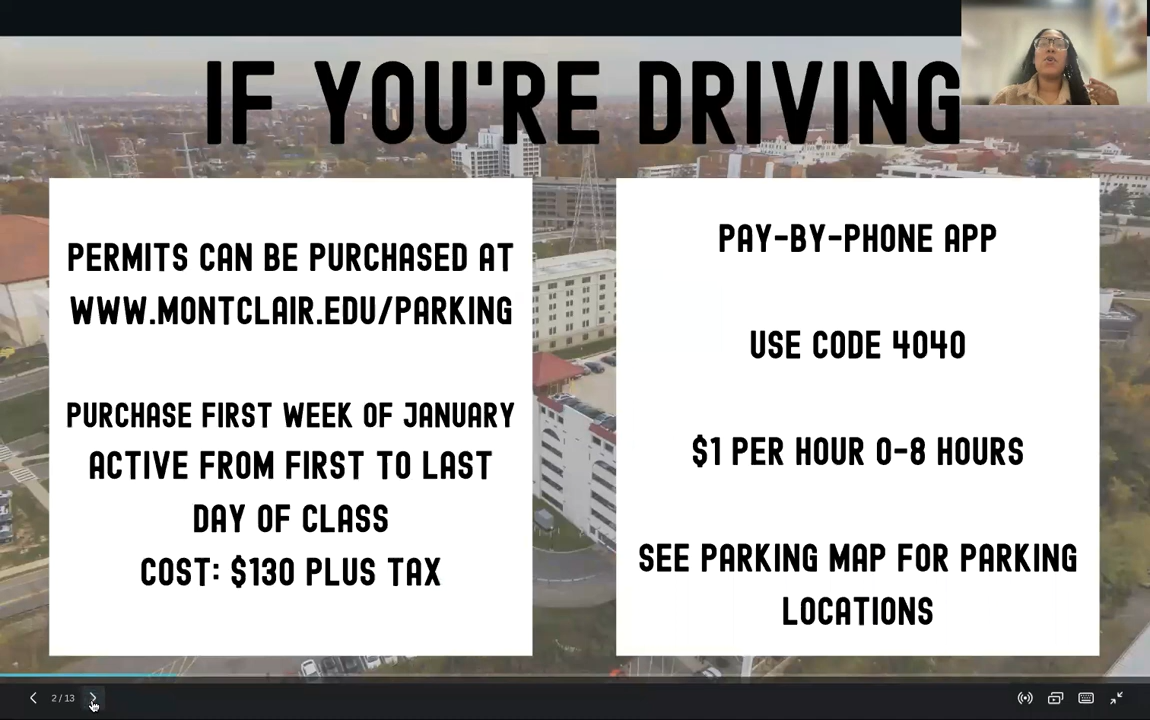 IF YOU'RE DRIVING
PERMITS CAN BE PURCHASED AT
WWW.MONTCLAIR.EDU/PARKING
PURCHASE FIRST WEEK OF JANUARY
ACTIVE FROM FIRST TO LAST
DAY OF CLASS
COST: $130 PLUS TAX
PAY-BY-PHONE APP
USE CODE 4040
$1 PER HOUR 0-8 HOURS
SEE PARKING MAP FOR PARKING
LOCATIONS
2 / 13